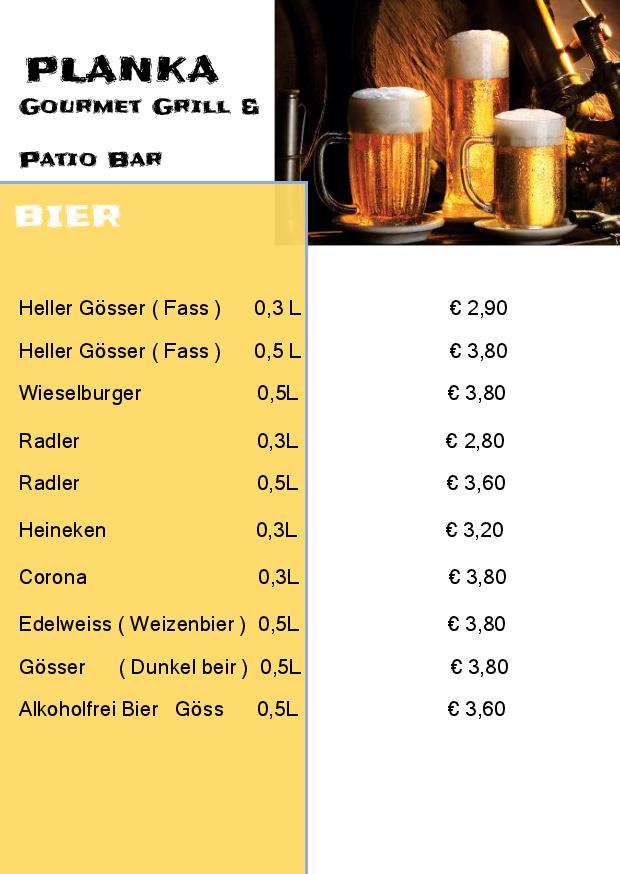 PLANKA
GOURMET GRILL &
PATIO BAR
BIER
Heller Gösser ( Fass ) 0,3 L € 2,90
Heller Gösser ( Fass ) 0,5 L € 3,80
Wieselburger 0,5L € 3,80
Radler 0,3L € 2,80
Radler 0,5L € 3,60
Heineken 0,3L € 3,20
Corona 0,3L € 3,80
Edelweiss ( Weizenbier ) 0,5L € 3,80
Gösser ( Dunkel beir ) 0,5L € 3,80
Alkoholfrei Bier Göss 0,5L € 3,60